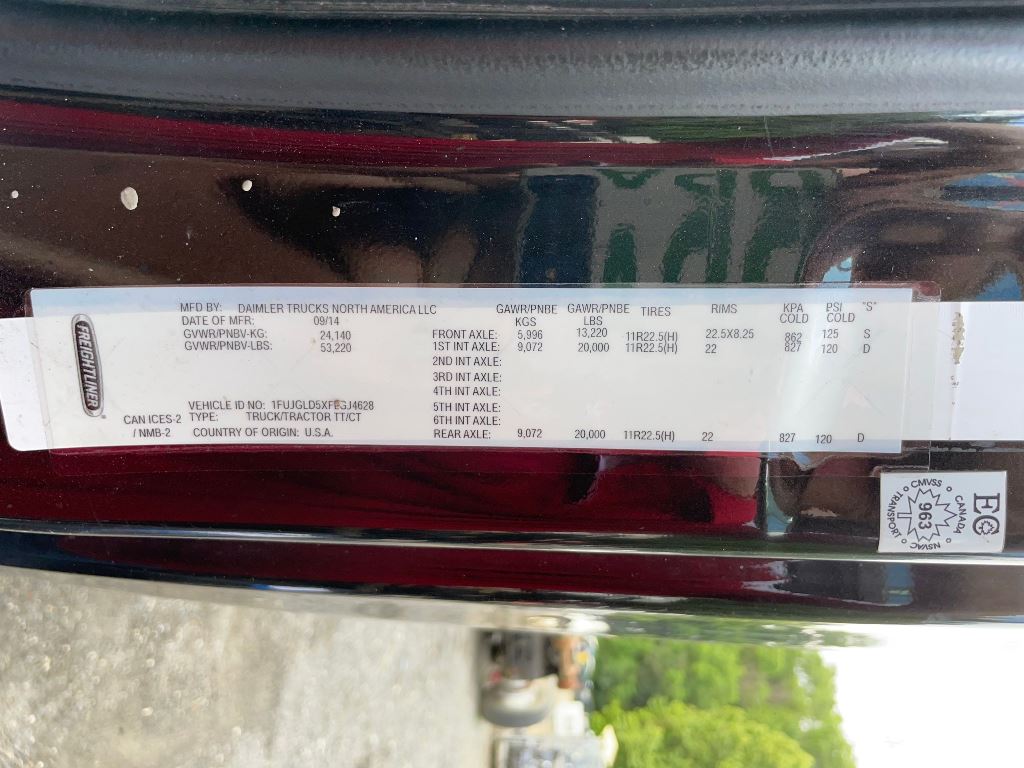 FREIGHTLINER
MFD BY: DAIMLER TRUCKS NORTH AMERICA LLC
DATE OF MFR: 09/14
GVWR/PNBV-KG: 24,140
GVWR/PNBV-LBS: 53,220
VEHICLE ID NO:
CAN ICES-2 TYPE: TRUCK/TRACTOR TT/CT
/ NMB-2 COUNTRY OF ORIGIN: U.S.A.
GAWR/PNBE KGS GAWR/PNBE LBS TIRES RIMS KPA COLD PSI COLD "S"
FRONT AXLE: 5,996 13,220 11R22.5(H) 22.5X8.25 862 125 S
1ST INT AXLE: 9,072 20,000 11R22.5(H) 22 827 120 D
2ND INT AXLE:
3RD INT AXLE:
4TH INT AXLE:
5TH INT AXLE:
6TH INT AXLE:
REAR AXLE: 9,072 20,000 11R22.5(H) 22 827 120 D
CANADA
CMVSS
TRANSPORT
NSVAC
963
EC